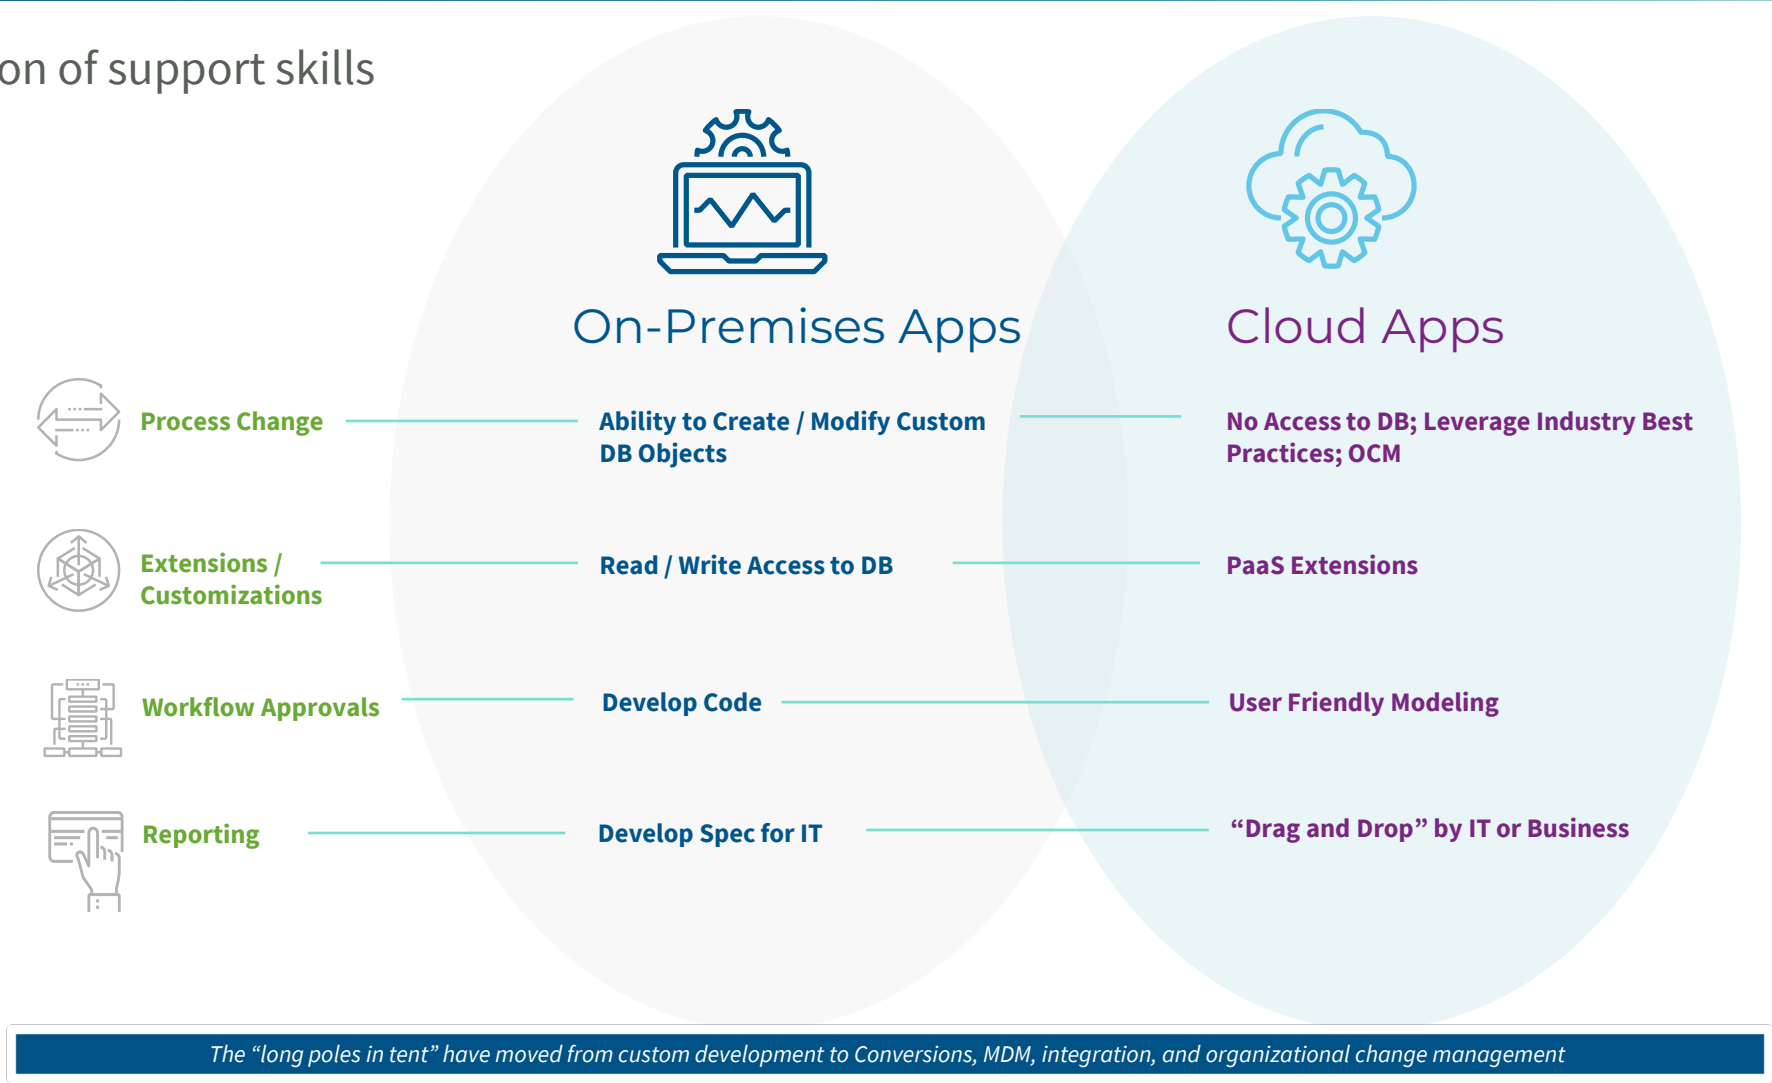 on of support skills
On-Premises Apps
Cloud Apps
Process Change
Ability to Create / Modify Custom
DB Objects
No Access to DB; Leverage Industry Best
Practices; OCM
Extensions /
Customizations
Read / Write Access to DB
PaaS Extensions
Workflow Approvals
Develop Code
User Friendly Modeling
Reporting
Develop Spec for IT
“Drag and Drop” by IT or Business
The “long poles in tent” have moved from custom development to Conversions, MDM, integration, and organizational change management